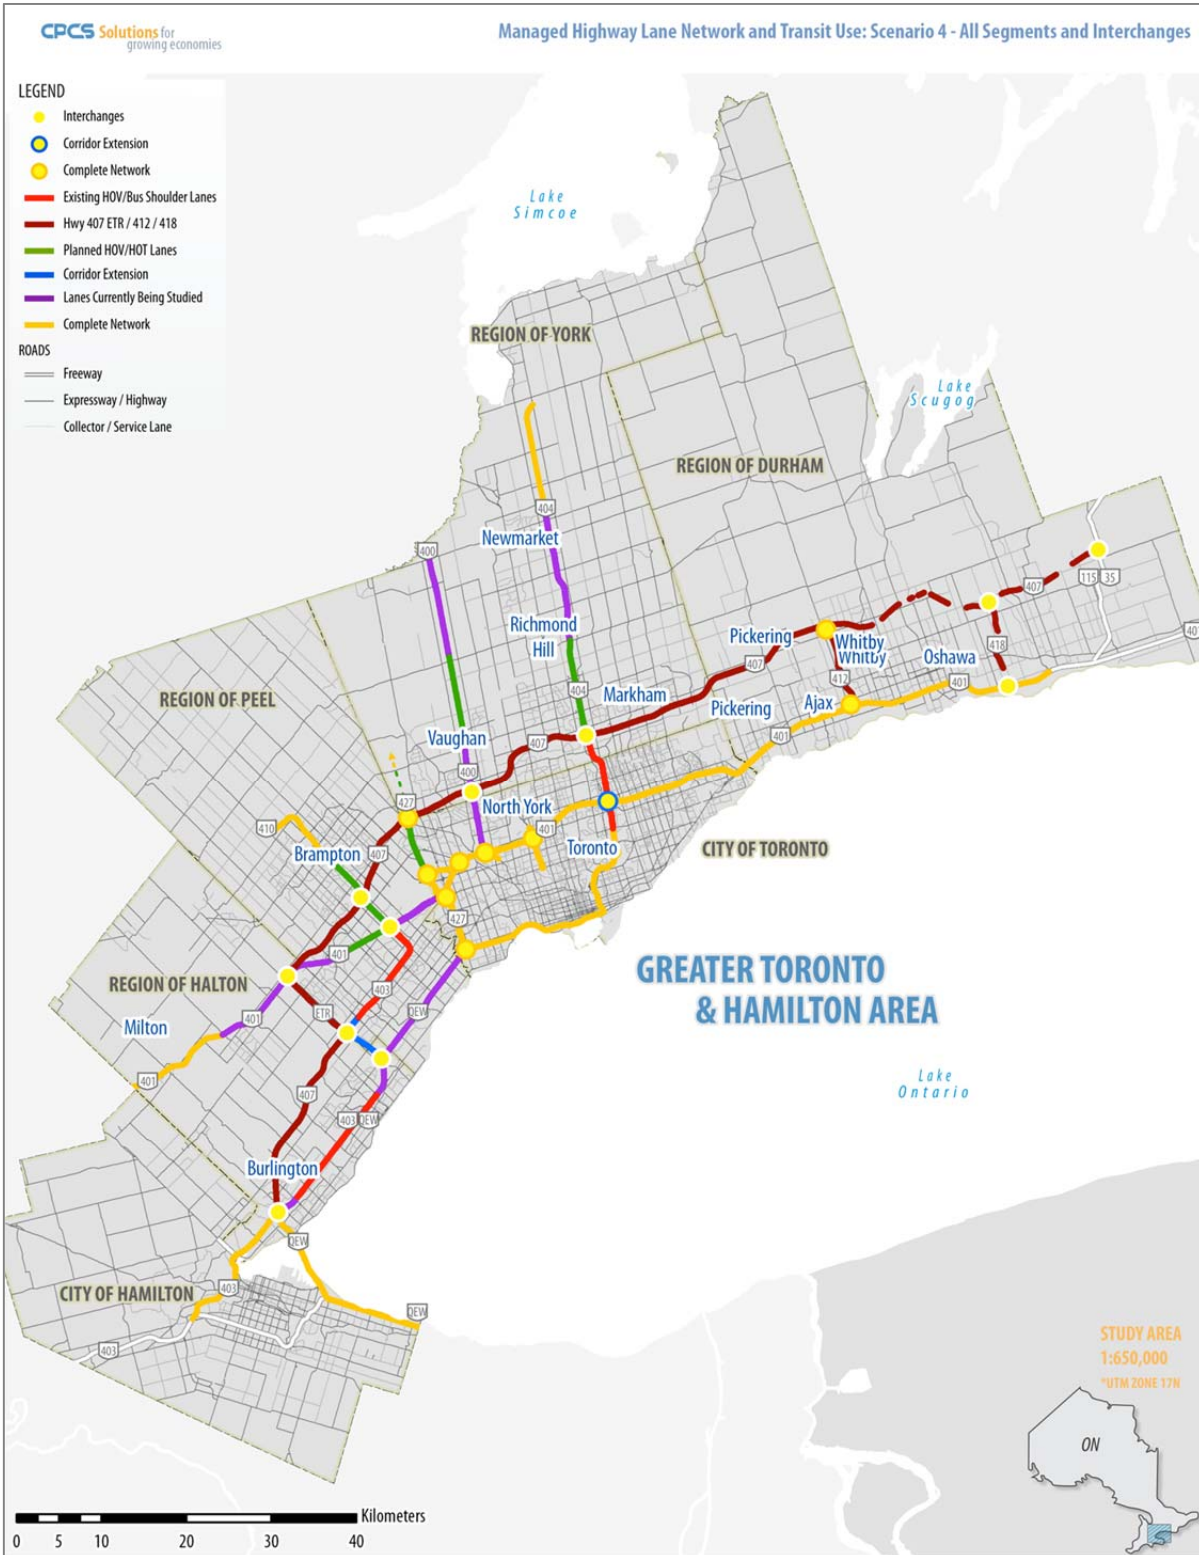 CPCS Solutions for
growing economies
Managed Highway Lane Network and Transit Use: Scenario 4 - All Segments and Interchanges
LEGEND
Interchanges
Corridor Extension
Complete Network
Existing HOV/Bus Shoulder Lanes
Hwy 407 ETR / 412 / 418
Planned HOV/HOT Lanes
Corridor Extension
Lanes Currently Being Studied
Complete Network
ROADS
Freeway
Expressway / Highway
Collector / Service Lane
Lake
Simcoe
REGION OF YORK
Lake
Scugog
REGION OF DURHAM
404
Newmarket
400
115
35
407
Richmond
Hill
Pickering
Whitby
Whitby
418
401
Oshawa
407
412
401
REGION OF PEEL
404
Markham
Pickering
Ajax
401
Vaughan
407
400
427
North York
401
410
Brampton
407
Toronto
CITY OF TORONTO
427
401
REGION OF HALTON
GREATER TORONTO
& HAMILTON AREA
403
ETR
QEW
401
Milton
401
407
403
QEW
Lake
Ontario
Burlington
QEW
CITY OF HAMILTON
403
QEW
403
STUDY AREA
1:650,000
*UTM ZONE 17N
ON
Kilometers
0 5 10 20 30 40